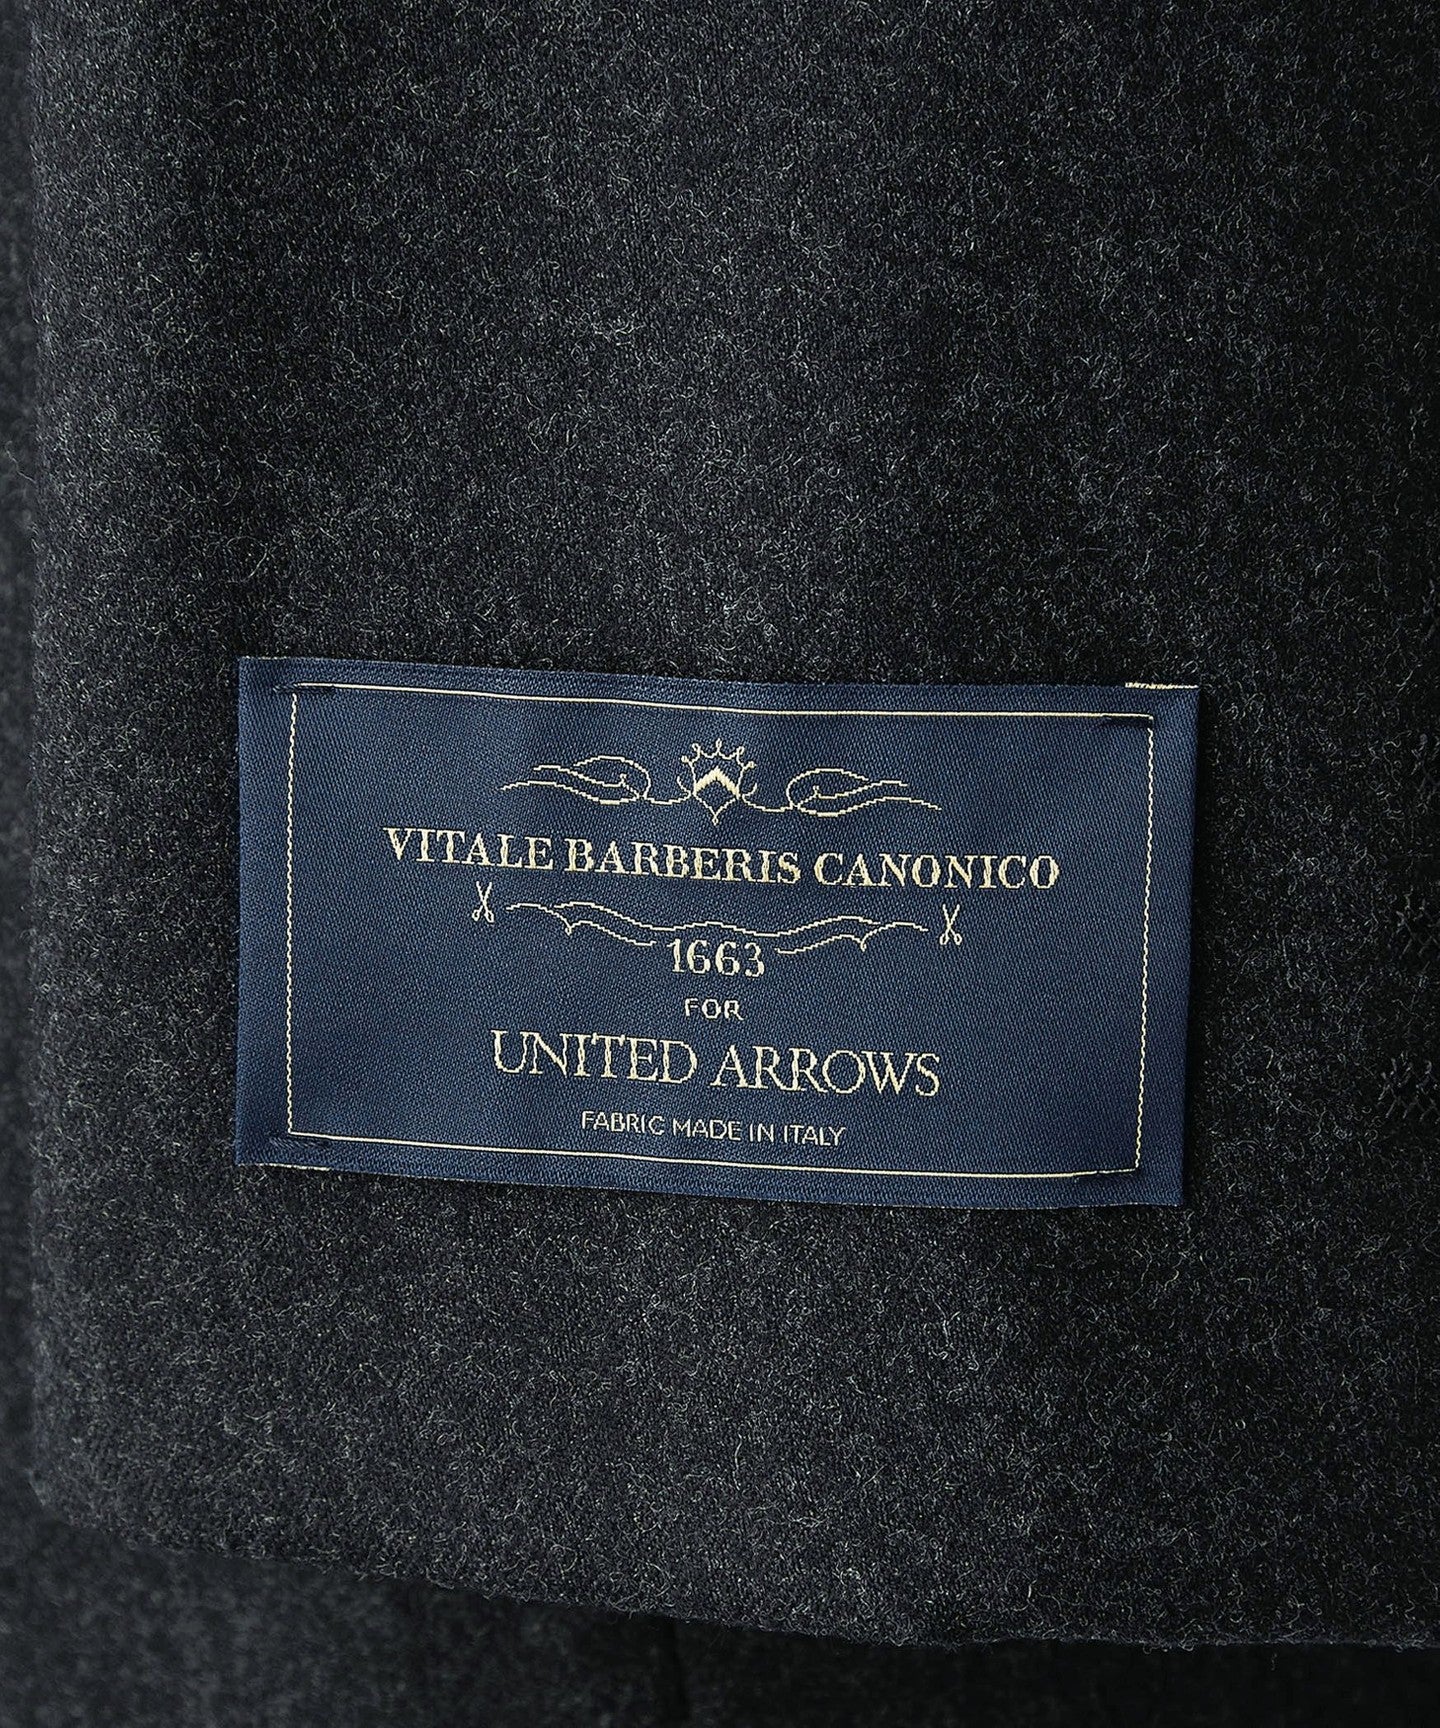 VITALE BARBERIS CANONICO
1663
FOR
UNITED ARROWS
FABRIC MADE IN ITALY